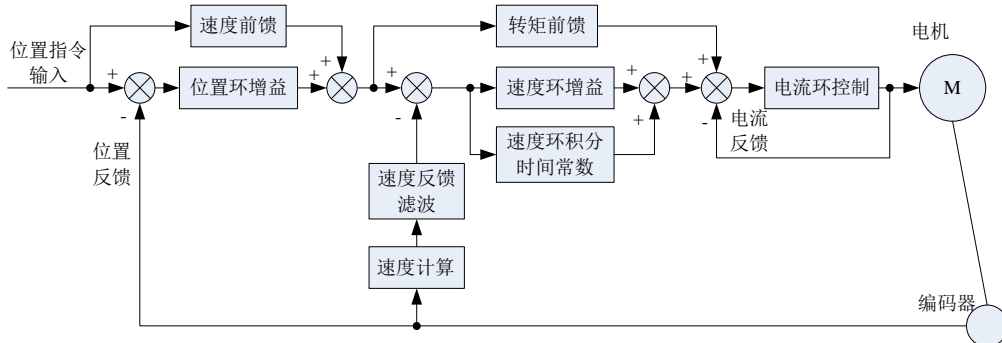 速度前馈
转矩前馈
电机
位置指令
输入
+
+
+
+
+
+
+
+
位置环增益
速度环增益
电流环控制
M
-
-
-
+
电流
反馈
位置
反馈
速度环积分
时间常数
速度反馈
滤波
速度计算
编码器